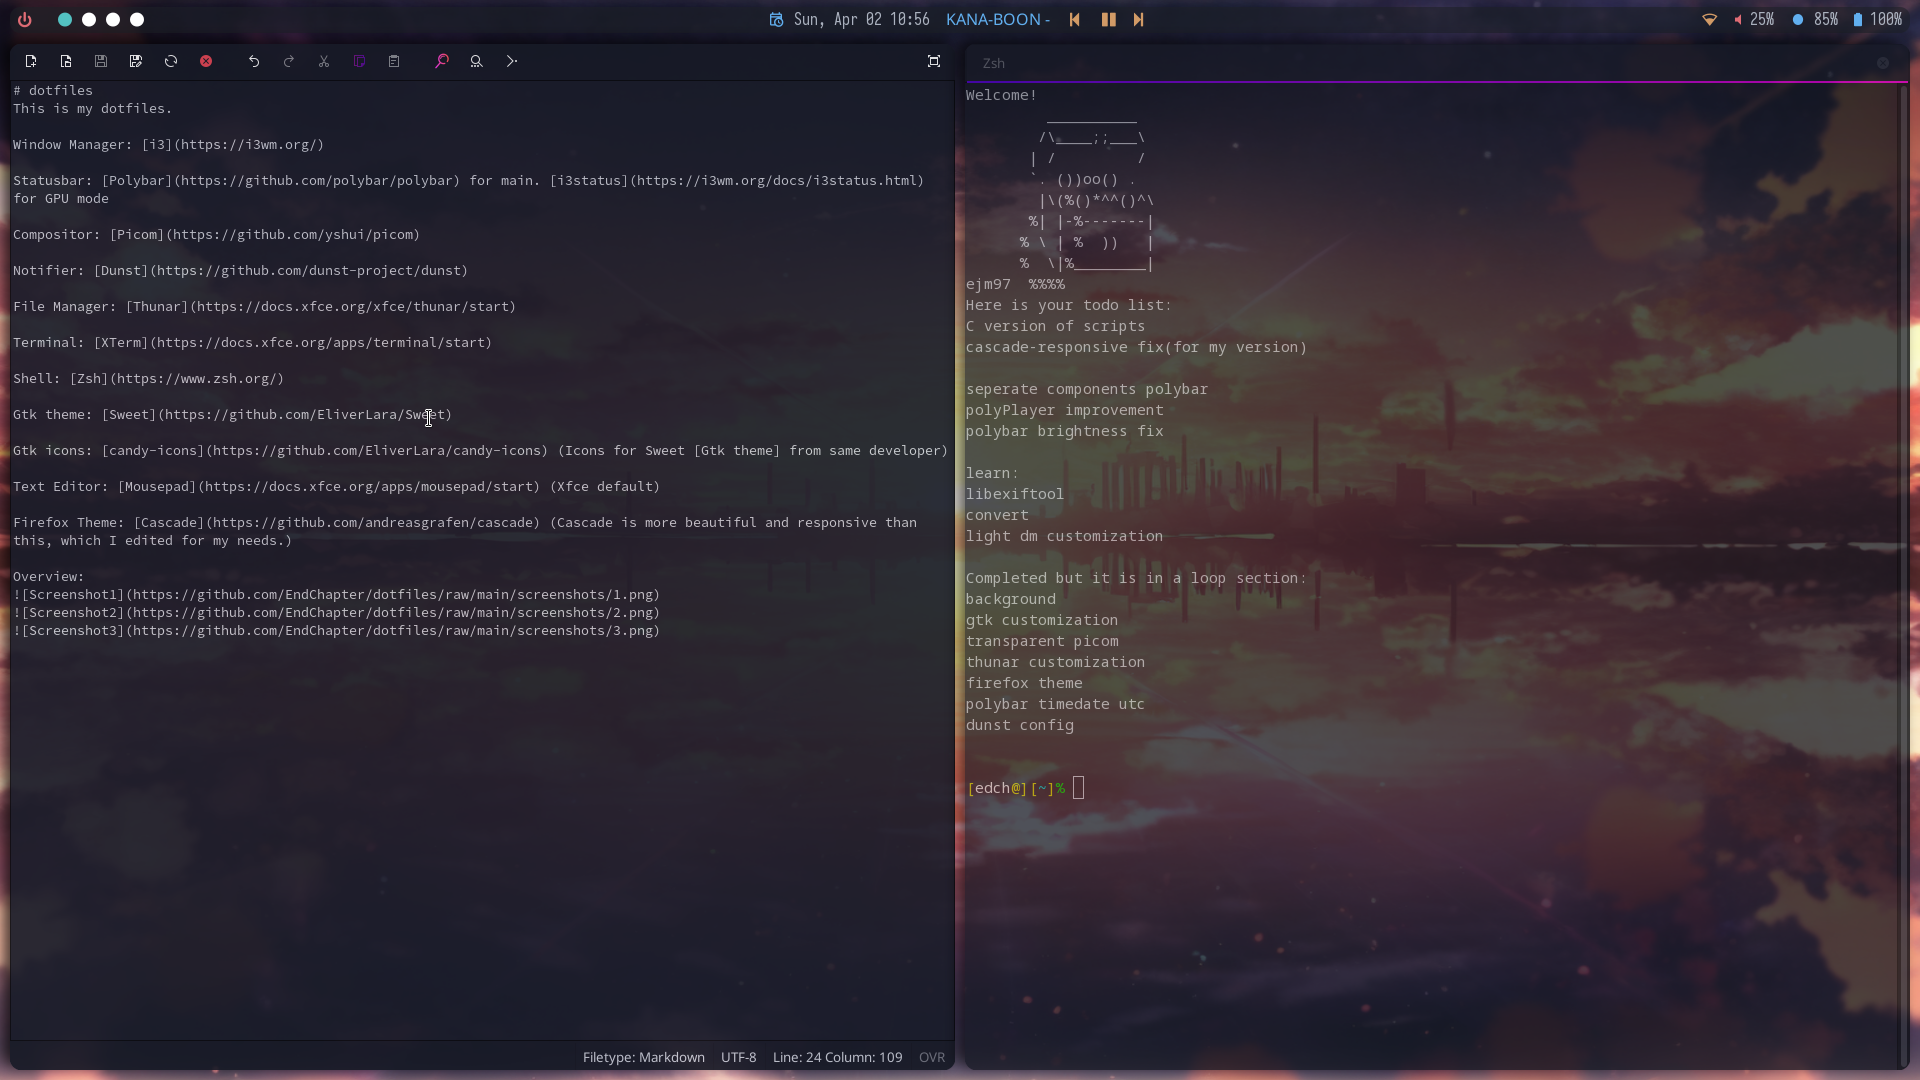 Sun, Apr 02 10:56 KANA-BOON - 25% 85% 100%
# dotfiles
This is my dotfiles.
Window Manager: [i3](https://i3wm.org/)
Statusbar: [Polybar](https://github.com/polybar/polybar) for main. [i3status](https://i3wm.org/docs/i3status.html)
for GPU mode
Compositor: [Picom](https://github.com/yshui/picom)
Notifier: [Dunst](https://github.com/dunst-project/dunst)
File Manager: [Thunar](https://docs.xfce.org/xfce/thunar/start)
Terminal: [XTerm](https://docs.xfce.org/apps/terminal/start)
Shell: [Zsh](https://www.zsh.org/)
Gtk theme: [Sweet](https://github.com/EliverLara/Sweet)
Gtk icons: [candy-icons](https://github.com/EliverLara/candy-icons) (Icons for Sweet [Gtk theme] from same developer)
Text Editor: [Mousepad](https://docs.xfce.org/apps/mousepad/start) (Xfce default)
Firefox Theme: [Cascade](https://github.com/andreasgrafen/cascade) (Cascade is more beautiful and responsive than
this, which I edited for my needs.)
Overview:
![Screenshot1](https://github.com/EndChapter/dotfiles/raw/main/screenshots/1.png)
![Screenshot2](https://github.com/EndChapter/dotfiles/raw/main/screenshots/2.png)
![Screenshot3](https://github.com/EndChapter/dotfiles/raw/main/screenshots/3.png)
Filetype: Markdown UTF-8 Line: 24 Column: 109 OVR
Zsh
Welcome!
         __________
        /\____;;___\
       | /         /
       `. ())oo() .
        |\(%()*^^()^\
       %| |-%-------|
      % \ | %  ))   |
      %  \|%________|
ejm97  %%%%
Here is your todo list:
C version of scripts
cascade-responsive fix(for my version)
seperate components polybar
polyPlayer improvement
polybar brightness fix
learn:
libexiftool
convert
light dm customization
Completed but it is in a loop section:
background
gtk customization
transparent picom
thunar customization
firefox theme
polybar timedate utc
dunst config
[edch@][~]%